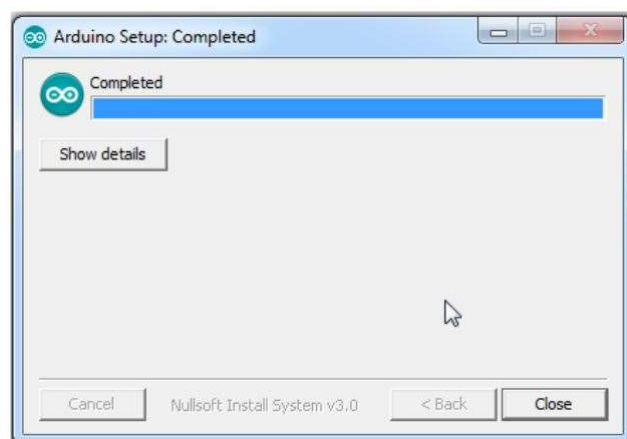 Arduino Setup: Completed
Completed
Show details
Cancel
Nullsoft Install System v3.0
< Back
Close